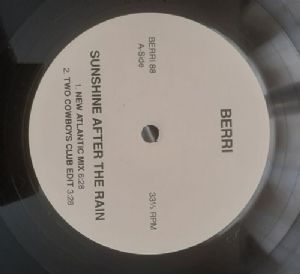 BERRI
BERRI 88
A-Side
33⅓ RPM
SUNSHINE AFTER THE RAIN
1. NEW ATLANTIC MIX 6:28
2. TWO COWBOYS CLUB EDIT 3:28